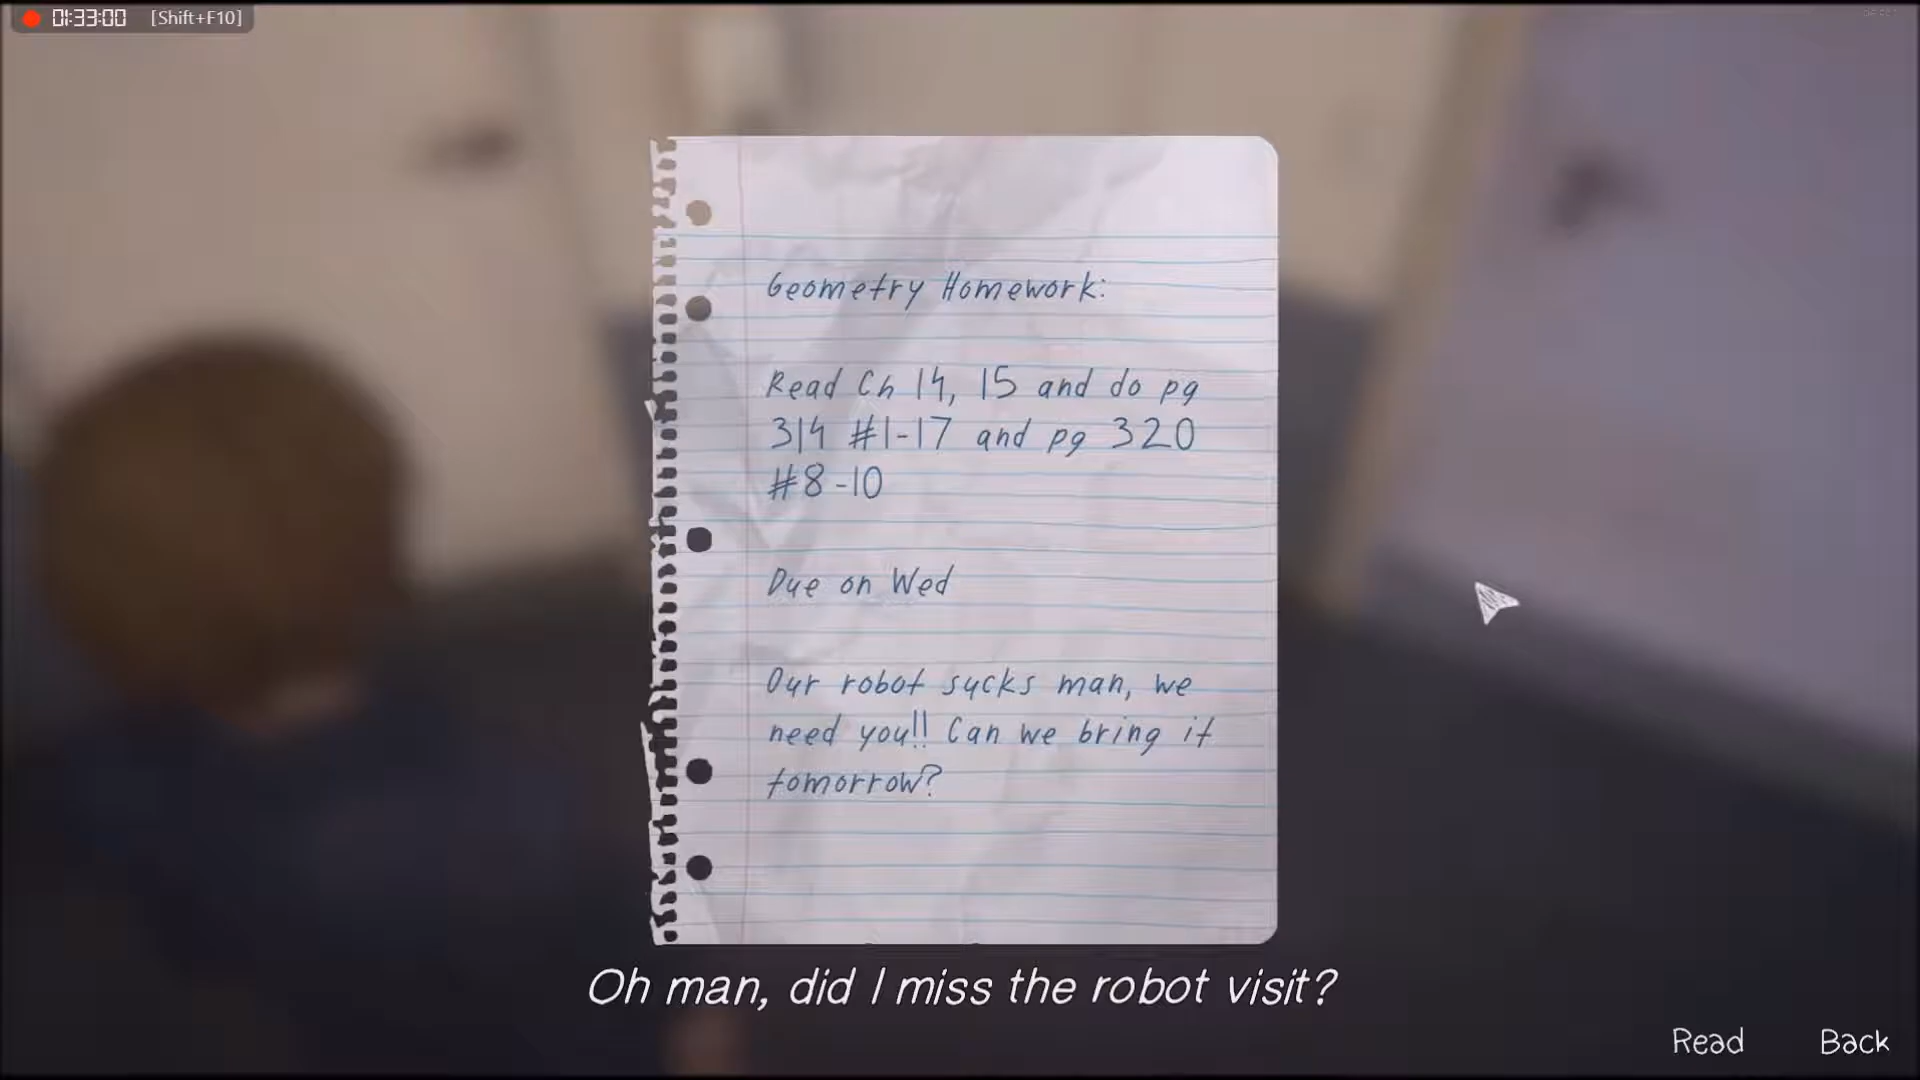 01:33:00 [Shift+F10]
Geometry Homework:
Read Ch 14, 15 and do pg
314 #1-17 and pg 320
#8-10
Due on Wed
Our robot sucks man, we
need you!! Can we bring it
tomorrow?
Oh man, did I miss the robot visit?
Read Back